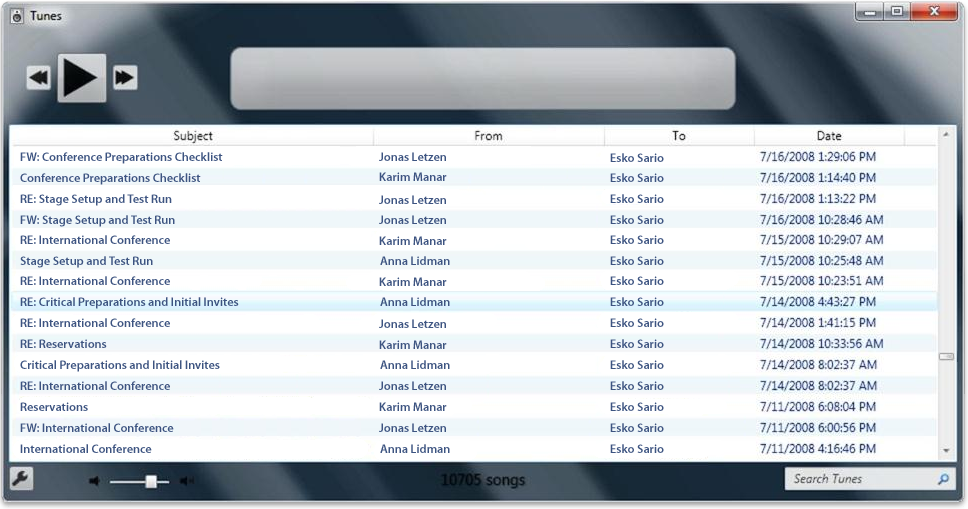 Tunes
Subject From To Date
FW: Conference Preparations Checklist Jonas Letzen Esko Sario 7/16/2008 1:29:06 PM
Conference Preparations Checklist Karim Manar Esko Sario 7/16/2008 1:14:40 PM
RE: Stage Setup and Test Run Jonas Letzen Esko Sario 7/16/2008 1:13:22 PM
FW: Stage Setup and Test Run Jonas Letzen Esko Sario 7/16/2008 10:28:46 AM
RE: International Conference Karim Manar Esko Sario 7/15/2008 10:29:07 AM
Stage Setup and Test Run Anna Lidman Esko Sario 7/15/2008 10:25:48 AM
RE: International Conference Karim Manar Esko Sario 7/15/2008 10:23:51 AM
RE: Critical Preparations and Initial Invites Anna Lidman Esko Sario 7/14/2008 4:43:27 PM
RE: International Conference Jonas Letzen Esko Sario 7/14/2008 1:41:15 PM
RE: Reservations Karim Manar Esko Sario 7/14/2008 10:33:56 AM
Critical Preparations and Initial Invites Anna Lidman Esko Sario 7/14/2008 8:02:37 AM
RE: International Conference Jonas Letzen Esko Sario 7/14/2008 8:02:37 AM
Reservations Karim Manar Esko Sario 7/11/2008 6:08:04 PM
FW: International Conference Jonas Letzen Esko Sario 7/11/2008 6:00:56 PM
International Conference Anna Lidman Esko Sario 7/11/2008 4:16:46 PM
10705 songs
Search Tunes